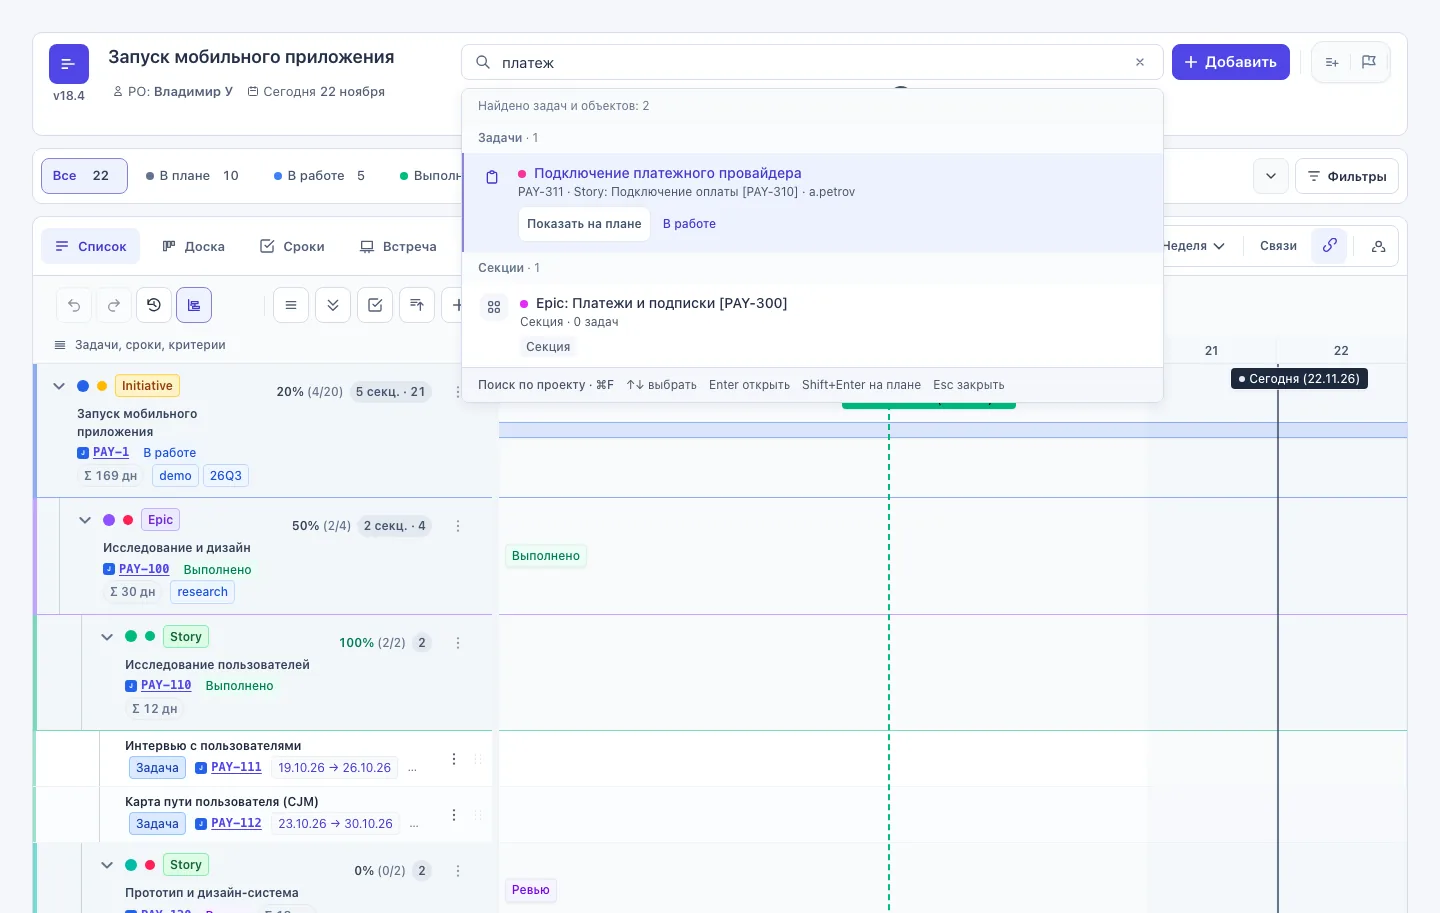 Запуск мобильного приложения
v18.4
PO: Владимир У
Сегодня 22 ноября
платеж
Добавить
Найдено задач и объектов: 2
Задачи · 1
Подключение платежного провайдера
PAY-311 · Story: Подключение оплаты [PAY-310] · a.petrov
Показать на плане
В работе
Секции · 1
Epic: Платежи и подписки [PAY-300]
Секция · 0 задач
Секция
Поиск по проекту · ⌘F ↑↓ выбрать Enter открыть Shift+Enter на плане Esc закрыть
Все 22
В плане 10
В работе 5
Выполн
Фильтры
Список
Доска
Сроки
Встреча
Неделя
Связи
Задачи, сроки, критерии
21
22
Сегодня (22.11.26)
Initiative
20% (4/20)
5 секц. · 21
Запуск мобильного
приложения
PAY-1 В работе
Σ 169 дн demo 26Q3
Epic
50% (2/4)
2 секц. · 4
Исследование и дизайн
PAY-100 Выполнено
Σ 30 дн research
Выполнено
Story
100% (2/2) 2
Исследование пользователей
PAY-110 Выполнено
Σ 12 дн
Интервью с пользователями
Задача PAY-111 19.10.26 → 26.10.26 ...
Карта пути пользователя (CJM)
Задача PAY-112 23.10.26 → 30.10.26 ...
Story
0% (0/2) 2
Прототип и дизайн-система
Ревью